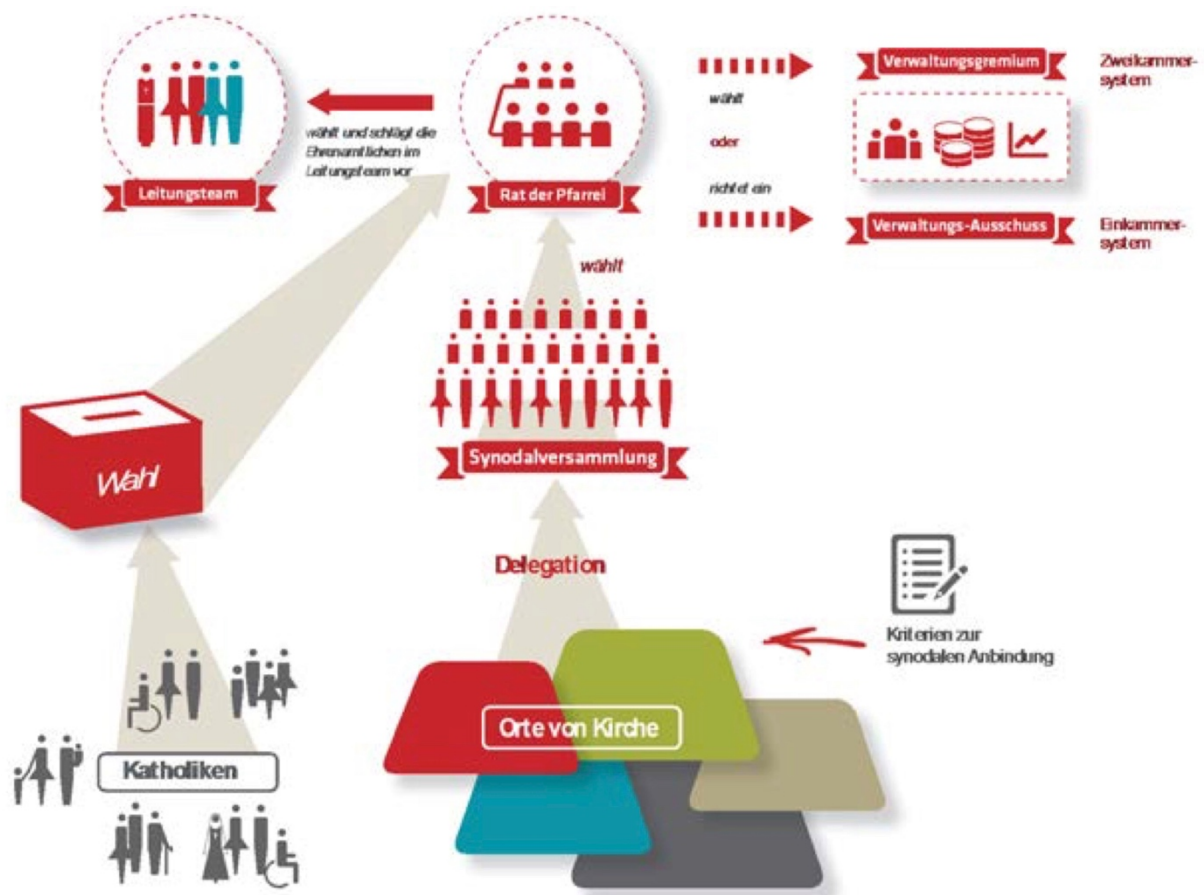 Leitungsteam
wählt und schlägt die
Ehrenamtlichen im
Leitungsteam vor
Rat der Pfarrei
wählt
oder
richtet ein
Verwaltungsgremium
Zweikammer-
system
Verwaltungs-Ausschuss
Einkammer-
system
wählt
Synodalversammlung
Wahl
Delegation
Kriterien zur
synodalen Anbindung
Orte von Kirche
Katholiken